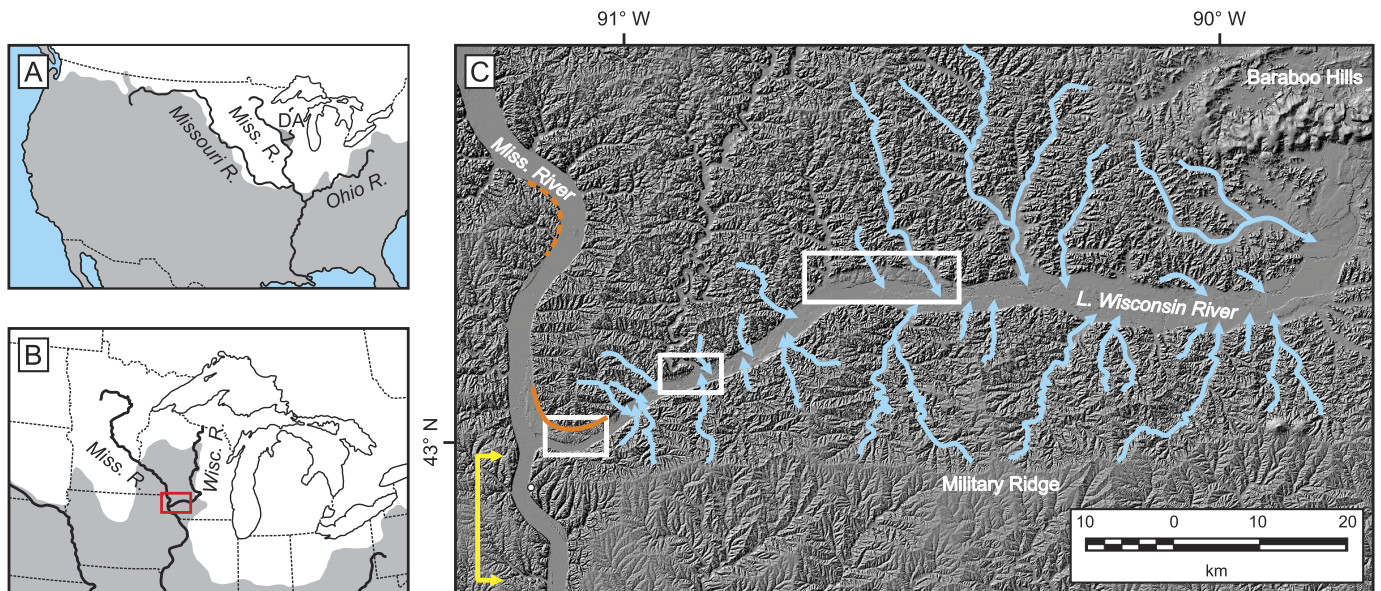 91° W
90° W
A
Missouri R.
Miss. R.
DA
Ohio R.
B
Miss. R.
Wisc. R.
C
Baraboo Hills
Miss. River
L. Wisconsin River
43° N
Military Ridge
10 0 10 20
km